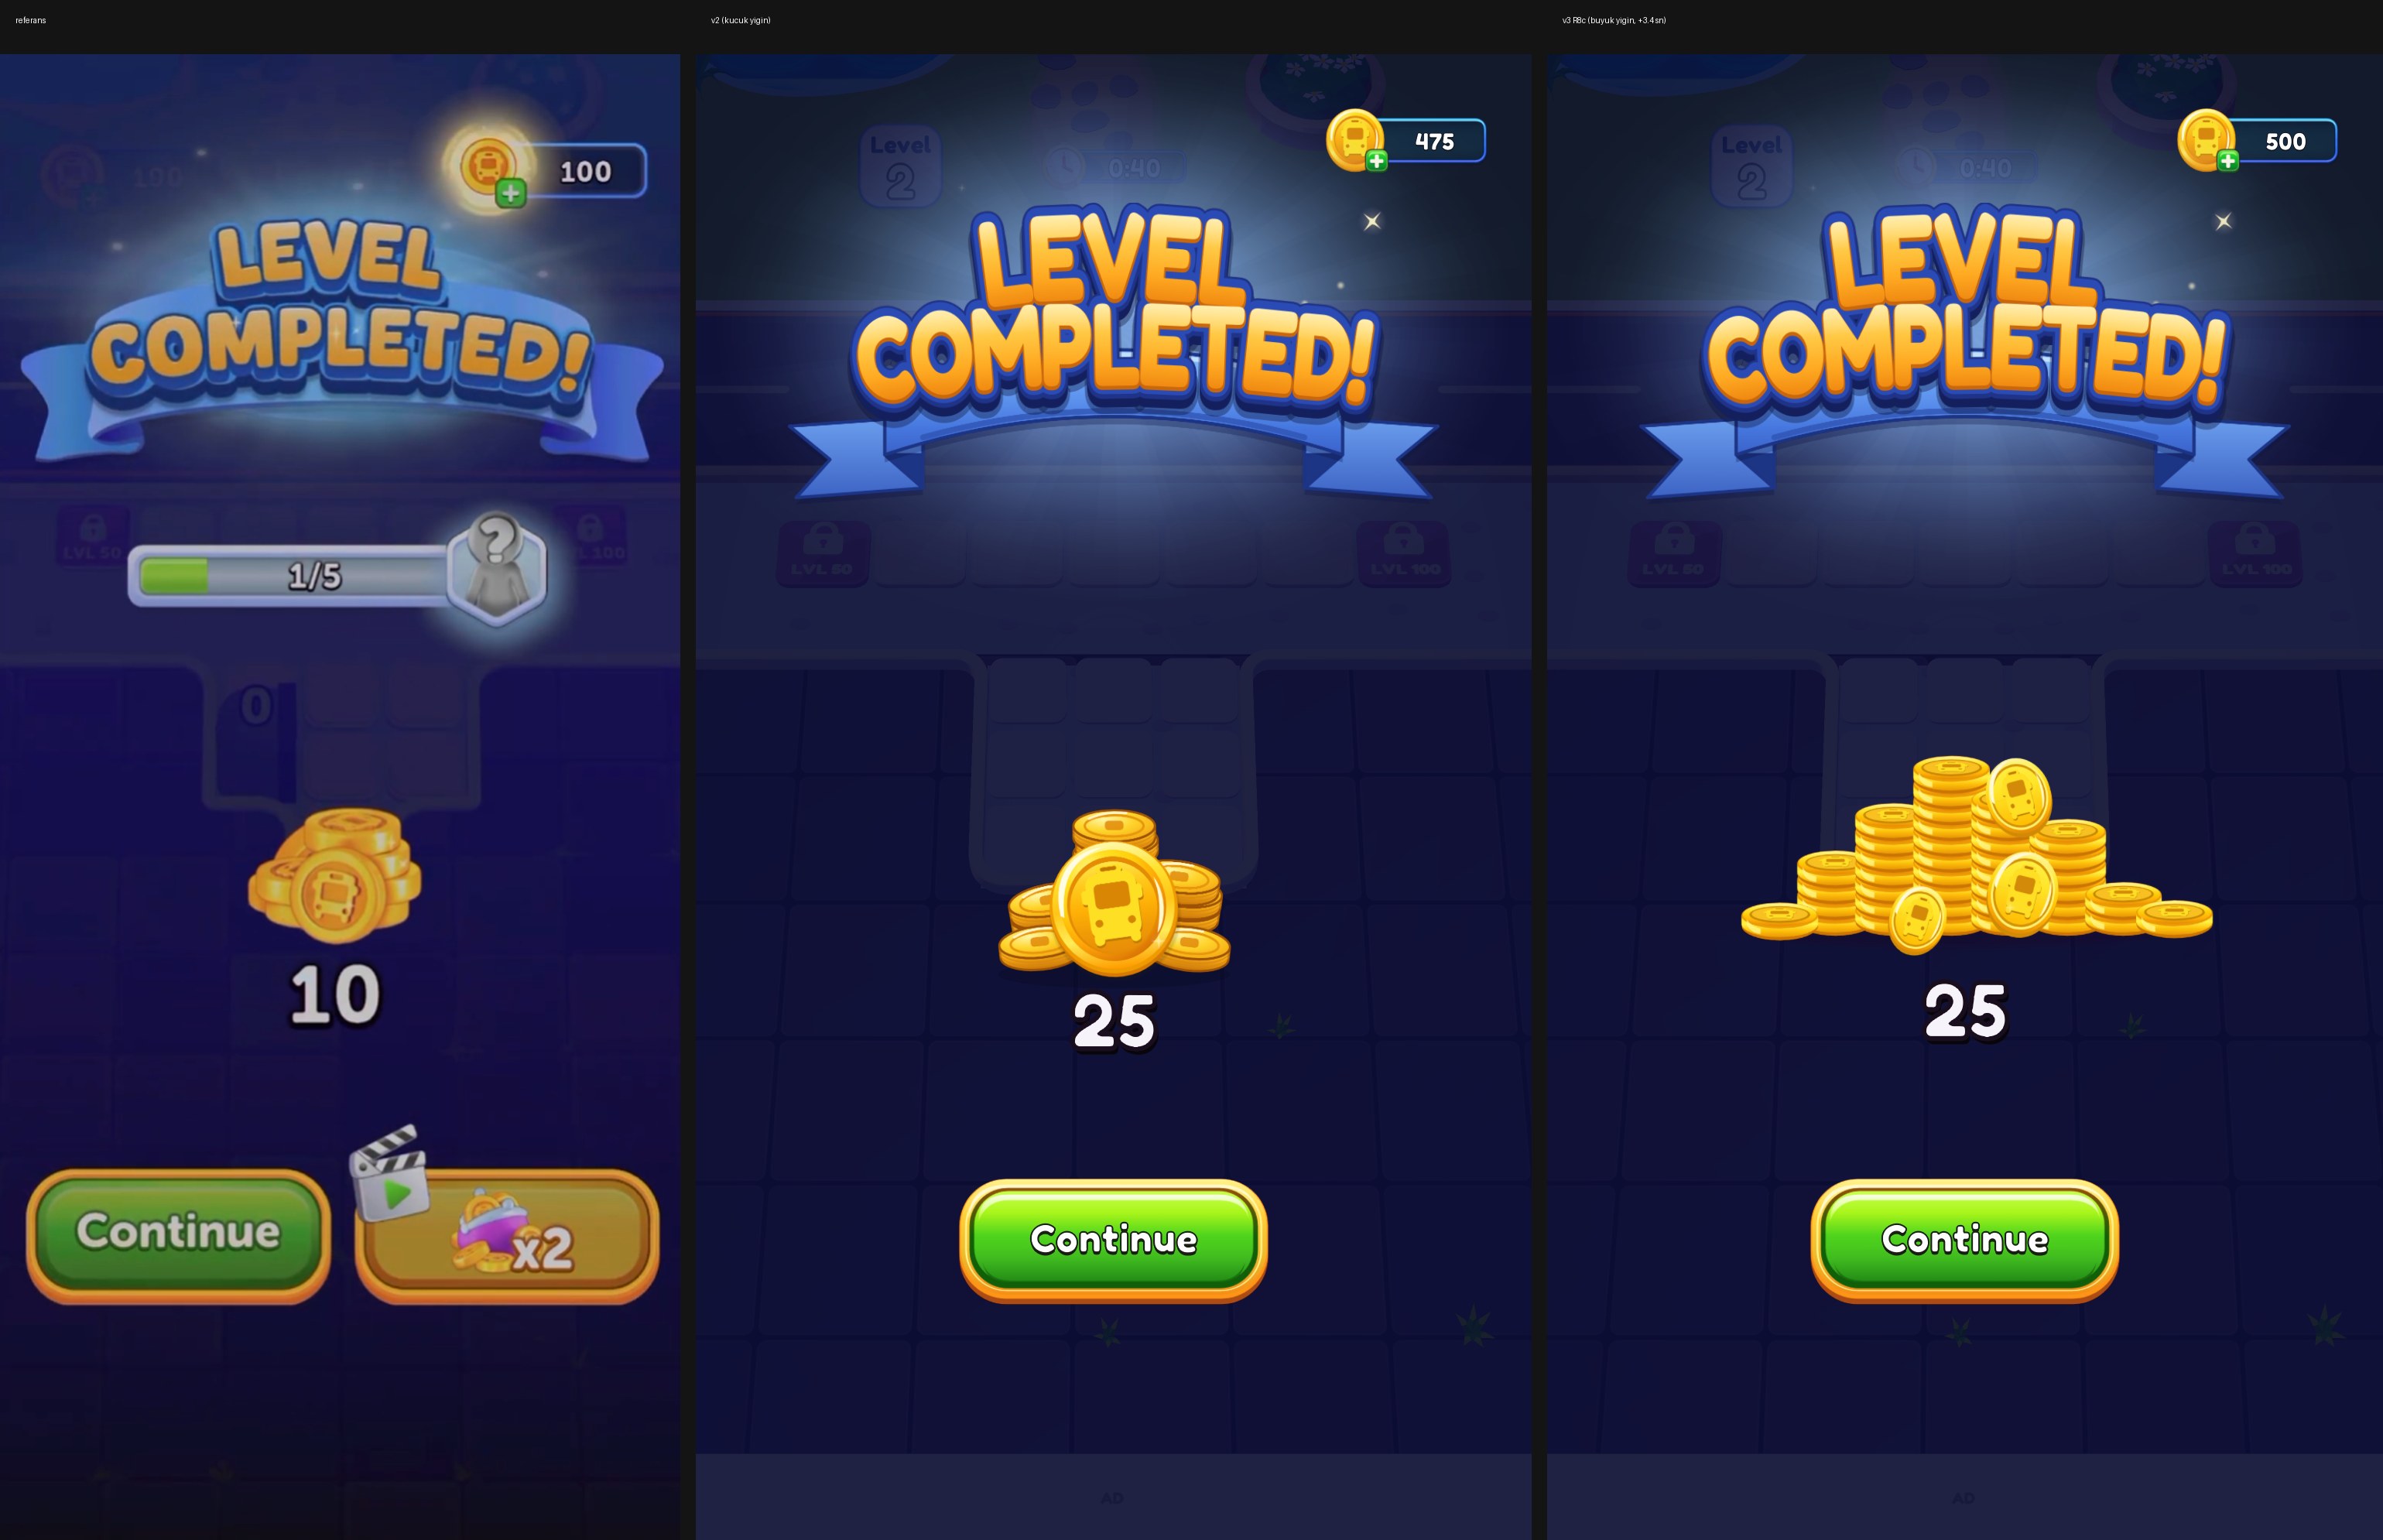 referans
100
100
LEVEL
COMPLETED!
LVL 50
LVL 100
1/5
?
0
10
Continue
x2
v2 (kucuk yigin)
475
Level
2
0:40
LEVEL
COMPLETED!
LVL 50
LVL 100
25
Continue
AD
v3 R8c (buyuk yigin, +3.4sn)
500
Level
2
0:40
LEVEL
COMPLETED!
LVL 50
LVL 100
25
Continue
AD